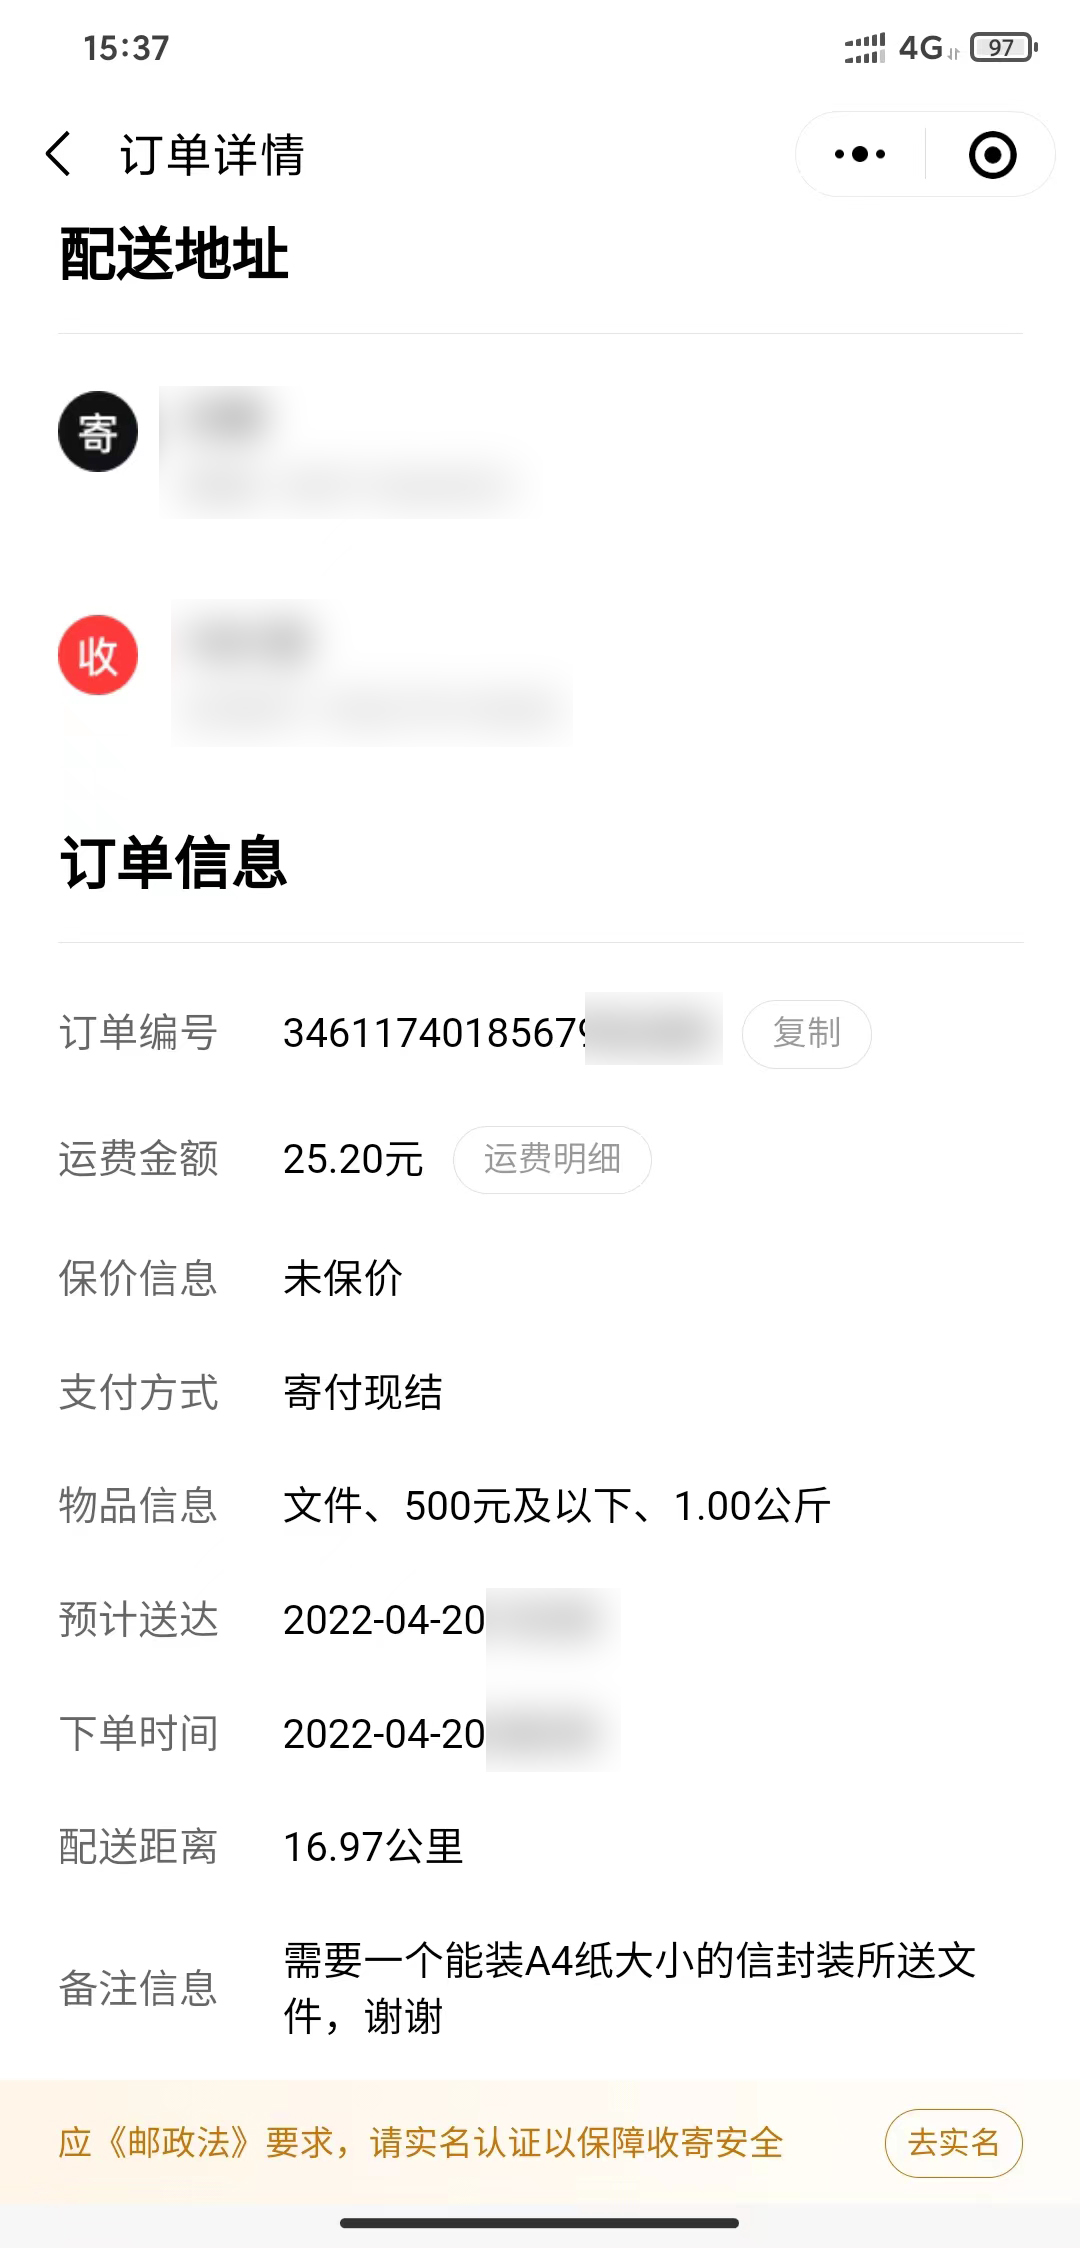 15:37
4G 97
订单详情
配送地址
寄
收
订单信息
订单编号 34611740185679 复制
运费金额 25.20元 运费明细
保价信息 未保价
支付方式 寄付现结
物品信息 文件、500元及以下、1.00公斤
预计送达 2022-04-20
下单时间 2022-04-20
配送距离 16.97公里
备注信息 需要一个能装A4纸大小的信封装所送文
件，谢谢
应《邮政法》要求，请实名认证以保障收寄安全 去实名